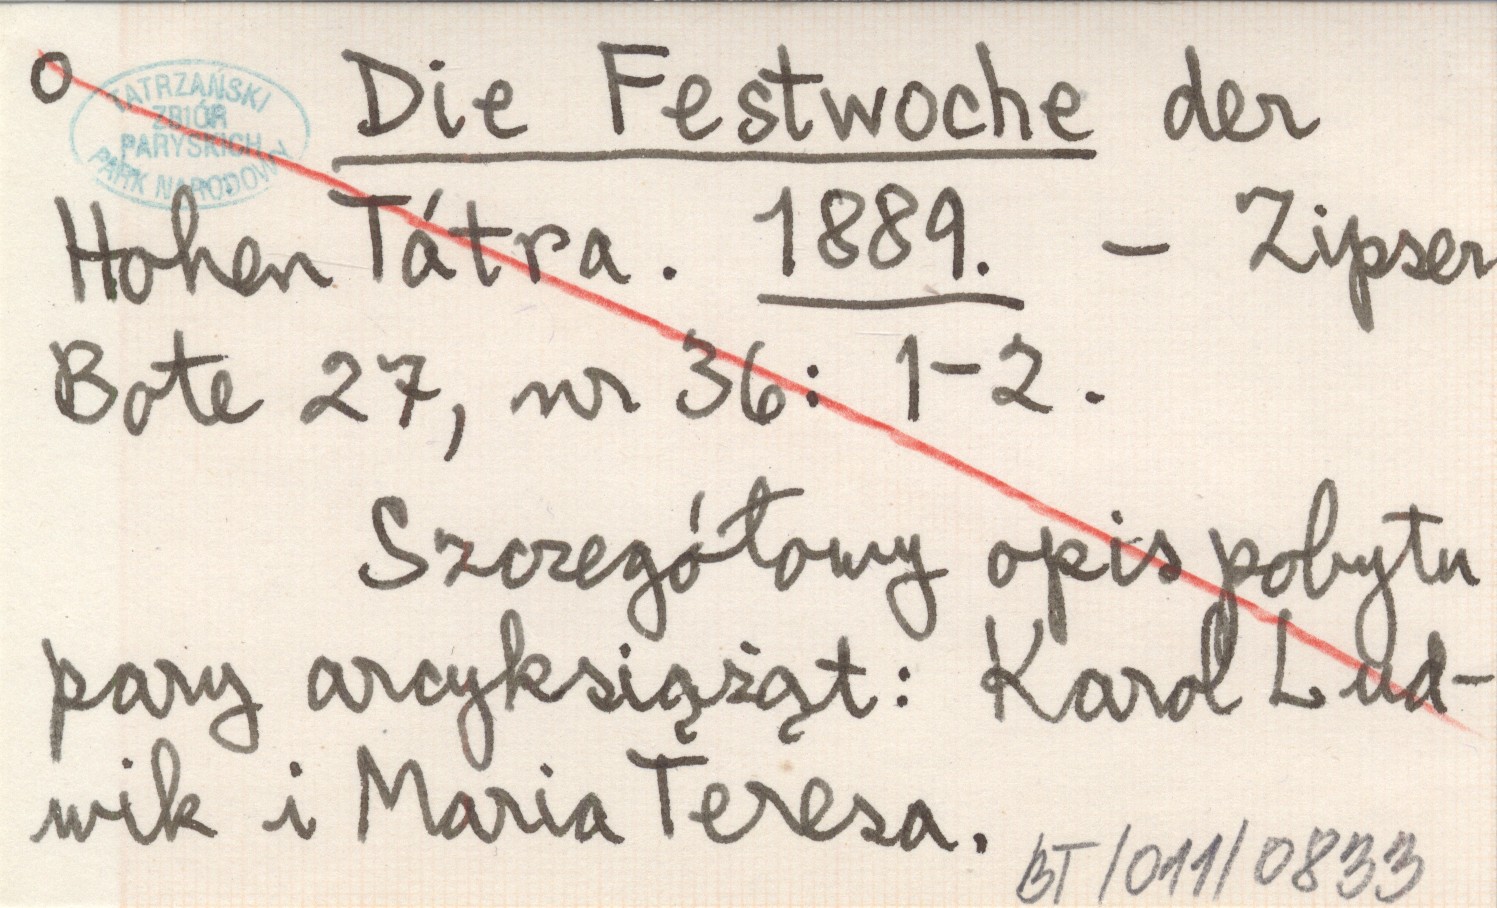 o
TATRZAŃSKI
ZBIÓR
PARYSKICH
PARK NARODOWY
Die Festwoche der
Hohen Tátra. 1889. – Zipser
Bote 27, nr 36: 1–2.
Szczegółowy opis pobytu
pary arcyksiążąt: Karol Lud-
wik i Maria Teresa.
BT/011/0833